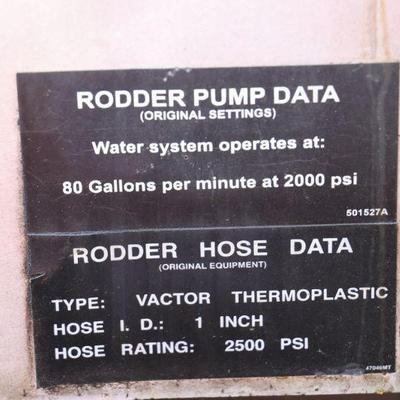 RODDER PUMP DATA
(ORIGINAL SETTINGS)
Water system operates at:
80 Gallons per minute at 2000 psi
501527A
RODDER HOSE DATA
(ORIGINAL EQUIPMENT)
TYPE: VACTOR THERMOPLASTIC
HOSE I. D.: 1 INCH
HOSE RATING: 2500 PSI
47046MT